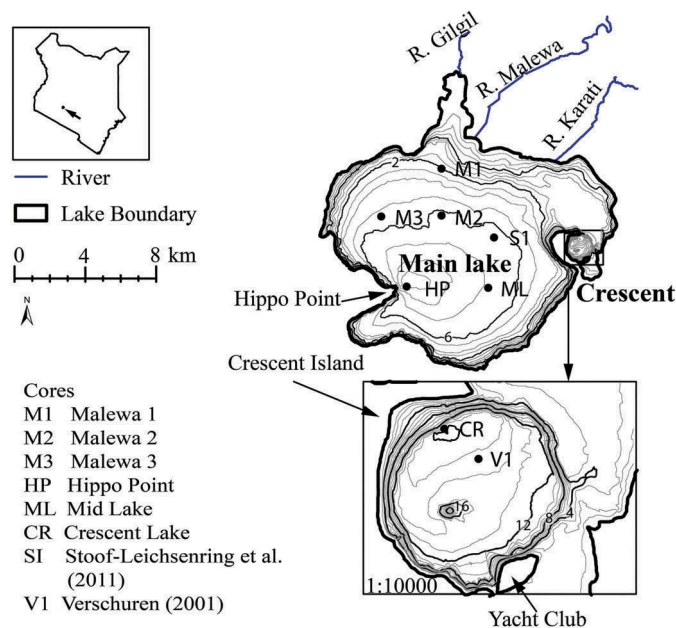 R. Gilgil
R. Malewa
R. Karati
River
Lake Boundary
0 4 8 km
N
2
M1
M3
M2
S1
Main lake
HP
ML
Hippo Point
6
Crescent
Crescent Island
CR
V1
16
12
8
4
1:10000
Yacht Club
Cores
M1 Malewa 1
M2 Malewa 2
M3 Malewa 3
HP Hippo Point
ML Mid Lake
CR Crescent Lake
SI Stoof-Leichsenring et al.
(2011)
V1 Verschuren (2001)